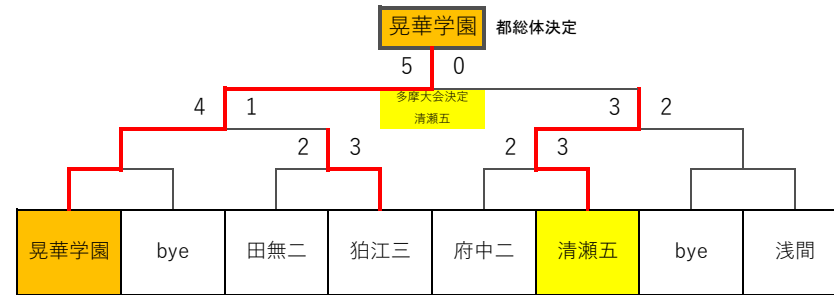 晃華学園 都総体決定
5 0
多摩大会決定
清瀬五
4 1 3 2
2 3 2 3
晃華学園 bye 田無二 狛江三 府中二 清瀬五 bye 浅間